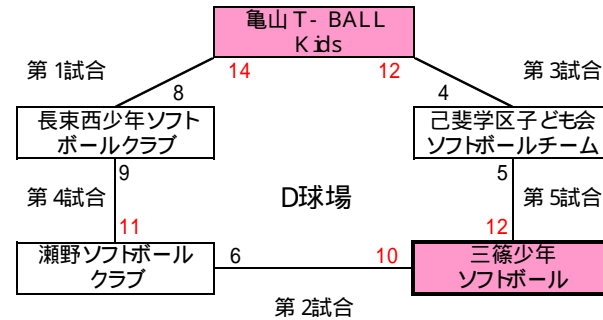 亀山T- BALL
Kids
第1試合
14
12
第3試合
8
4
長束西少年ソフト
ボールクラブ
己斐学区子ども会
ソフトボールチーム
9
5
第4試合
D球場
第5試合
11
12
瀬野ソフトボール
クラブ
6
10
三篠少年
ソフトボール
第2試合